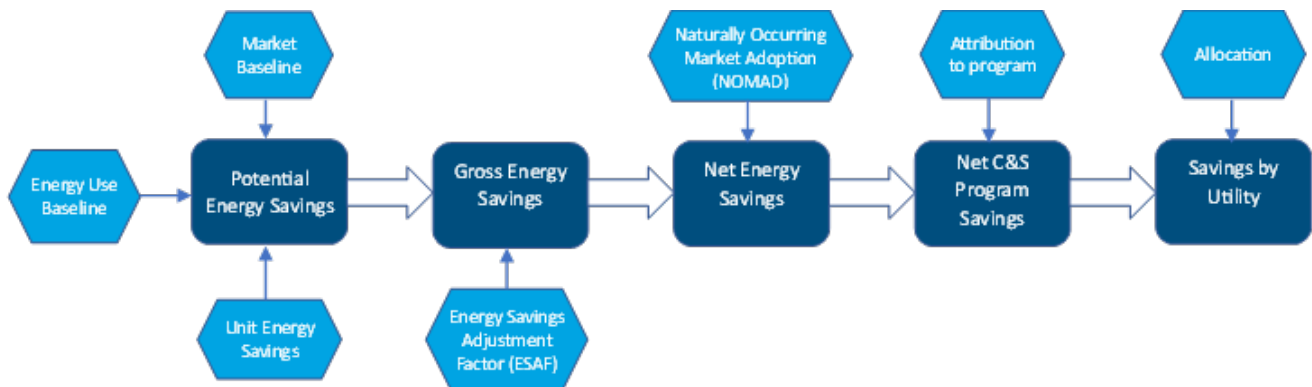 Market
Baseline
Naturally Occurring
Market Adoption
(NOMAD)
Attribution
to program
Allocation
Energy Use
Baseline
Potential
Energy Savings
Gross Energy
Savings
Net Energy
Savings
Net C&S
Program
Savings
Savings by
Utility
Unit Energy
Savings
Energy Savings
Adjustment
Factor (ESAF)